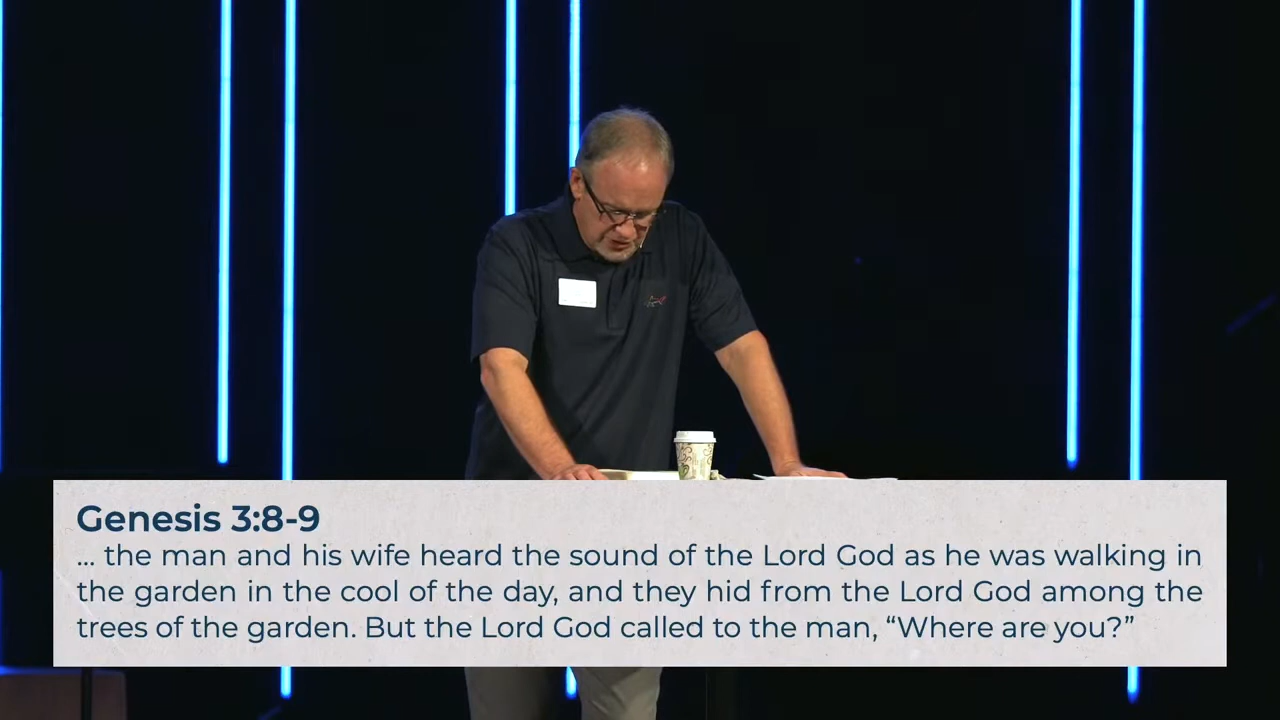 Genesis 3:8-9
... the man and his wife heard the sound of the Lord God as he was walking in
the garden in the cool of the day, and they hid from the Lord God among the
trees of the garden. But the Lord God called to the man, “Where are you?”